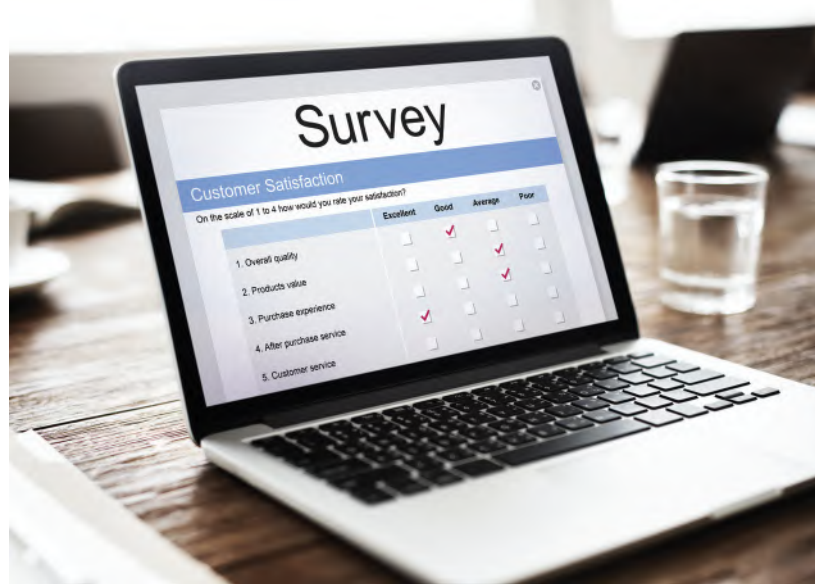 Survey
Customer Satisfaction
On the scale of 1 to 4 how would you rate your satisfaction?
Excellent Good Average Poor
1. Overall quality
2. Products value
3. Purchase experience
4. After purchase service
5. Customer service